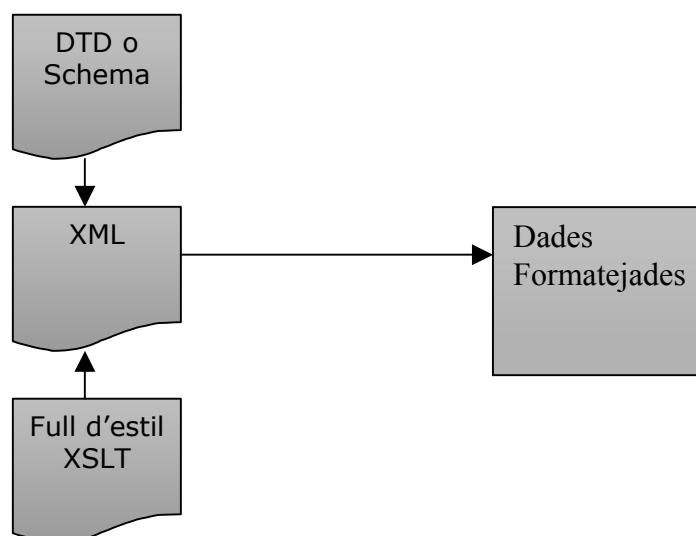 DTD o
Schema
XML
Dades
Formatejades
Full d’estil
XSLT